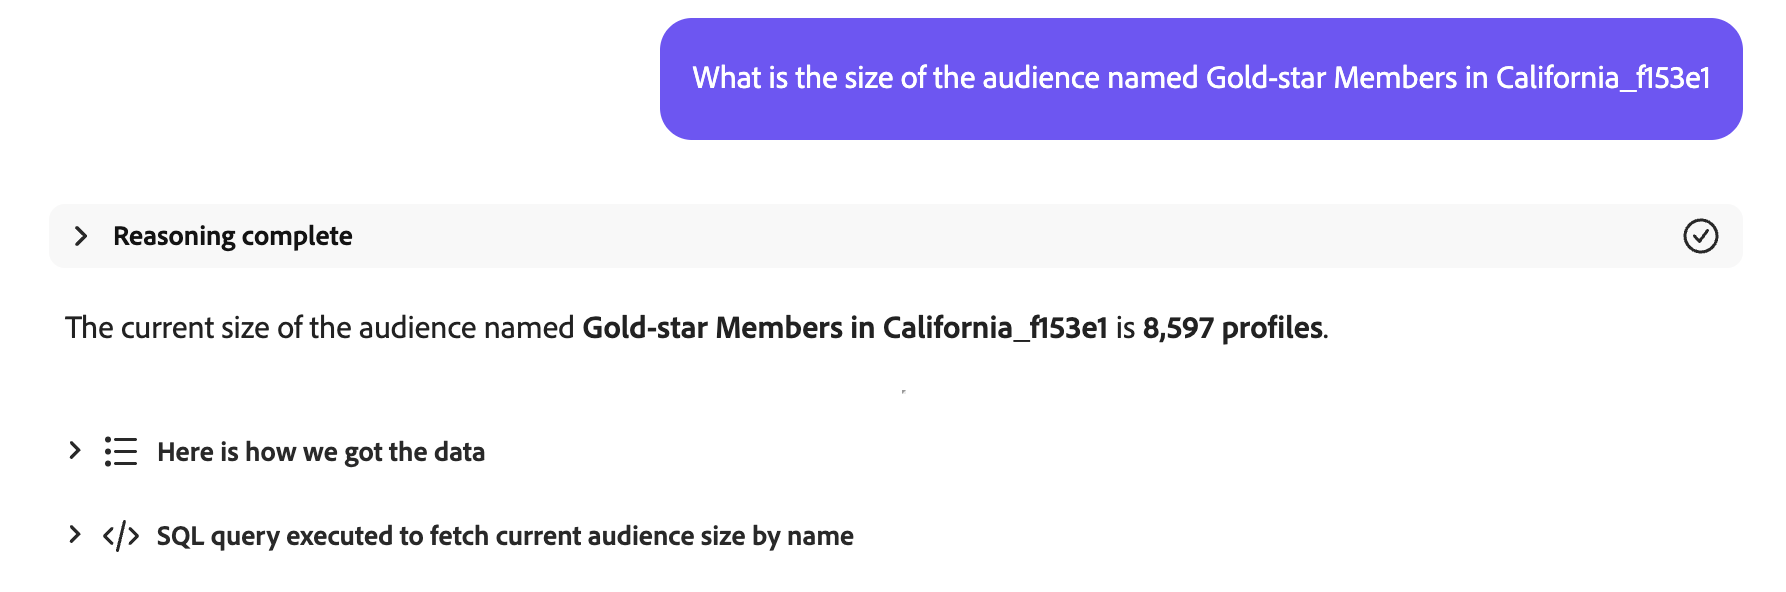 What is the size of the audience named Gold-star Members in California_f153e1
Reasoning complete
The current size of the audience named Gold-star Members in California_f153e1 is 8,597 profiles.
Here is how we got the data
</> SQL query executed to fetch current audience size by name